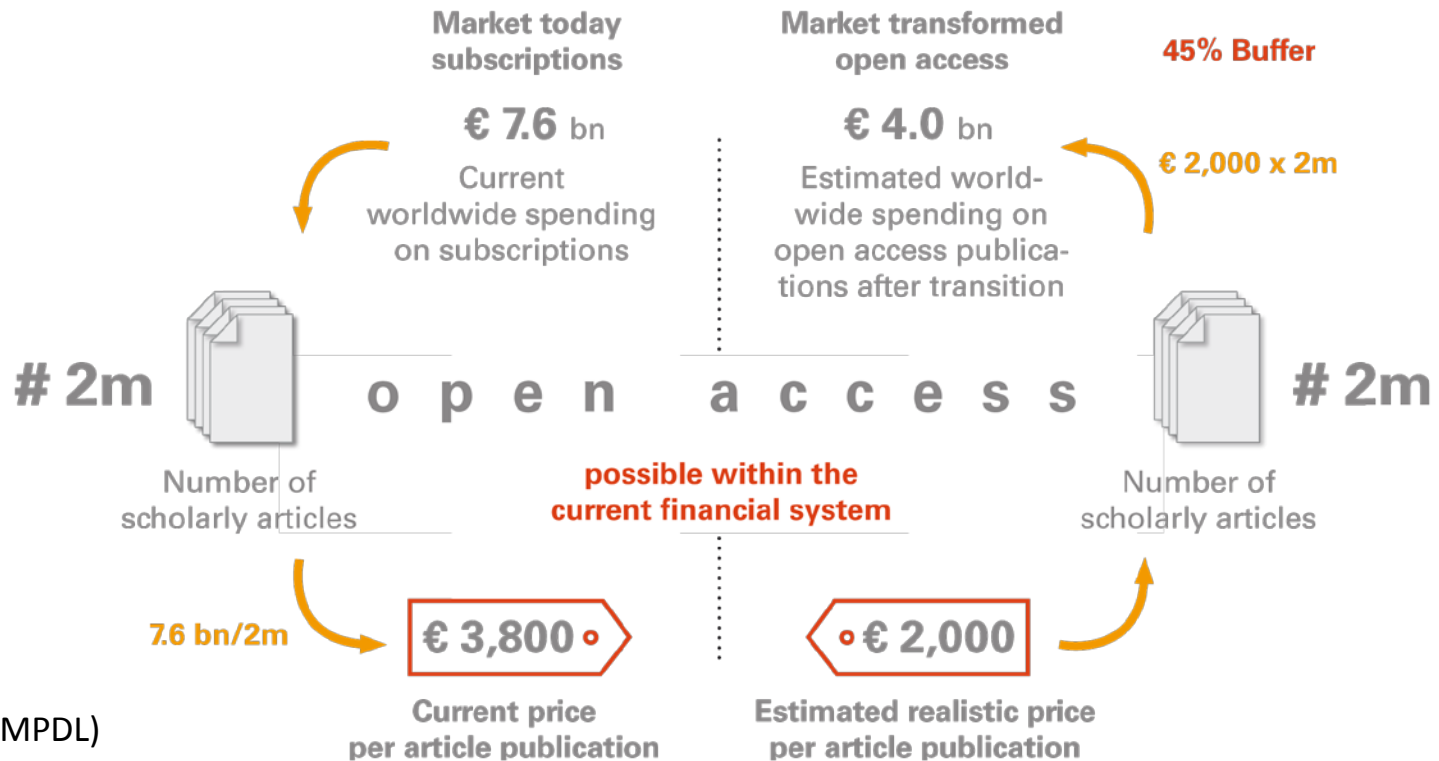 Market today
subscriptions
€ 7.6 bn
Current
worldwide spending
on subscriptions
Market transformed
open access
€ 4.0 bn
Estimated world-
wide spending on
open access publica-
tions after transition
45% Buffer
€ 2,000 x 2m
# 2m
Number of
scholarly articles
open access
possible within the
current financial system
# 2m
Number of
scholarly articles
7.6 bn/2m
€ 3,800
Current price
per article publication
€ 2,000
Estimated realistic price
per article publication
MPDL)